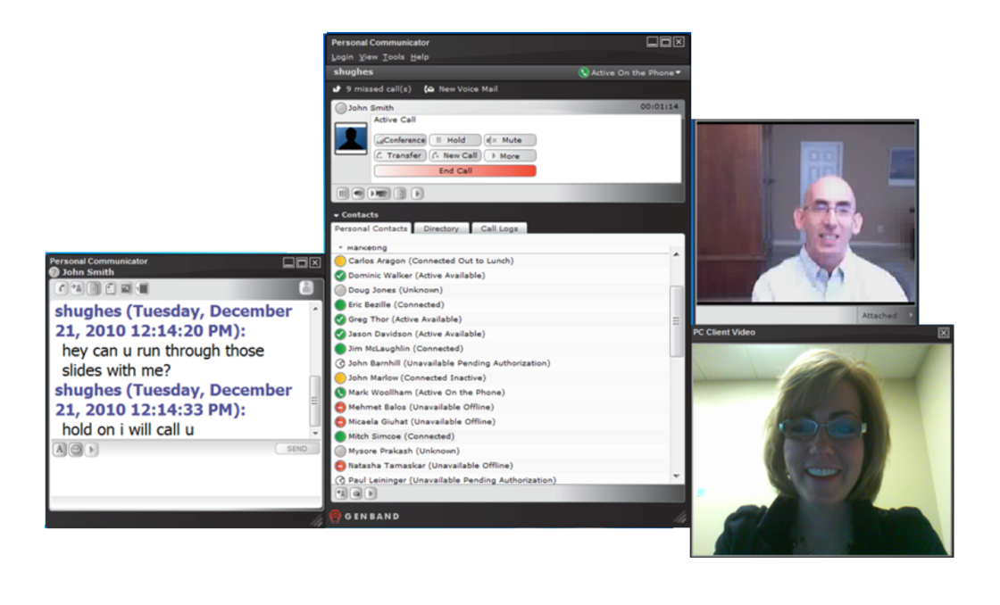 Personal Communicator
Login View Tools Help
shughes
Active On the Phone
9 missed call(s) New Voice Mail
John Smith 00:01:14
Active Call
Conference Hold Mute
Transfer New Call More
End Call
Contacts
Personal Contacts Directory Call Logs
Marketing
Carlos Aragon (Connected Out to Lunch)
Dominic Walker (Active Available)
Doug Jones (Unknown)
Eric Bezille (Connected)
Greg Thor (Active Available)
Jason Davidson (Active Available)
Jim McLaughlin (Connected)
John Barnhill (Unavailable Pending Authorization)
John Marlow (Connected Inactive)
Mark Woollham (Active On the Phone)
Mehmet Balos (Unavailable Offline)
Micaela Giuhat (Unavailable Offline)
Mitch Simcoe (Connected)
Mysore Prakash (Unknown)
Natasha Tamaskar (Unavailable Offline)
Paul Leininger (Unavailable Pending Authorization)
GENBAND
Personal Communicator
John Smith
shughes (Tuesday, December
21, 2010 12:14:20 PM):
hey can u run through those
slides with me?
shughes (Tuesday, December
21, 2010 12:14:33 PM):
hold on i will call u
A SEND
Attached
PC Client Video